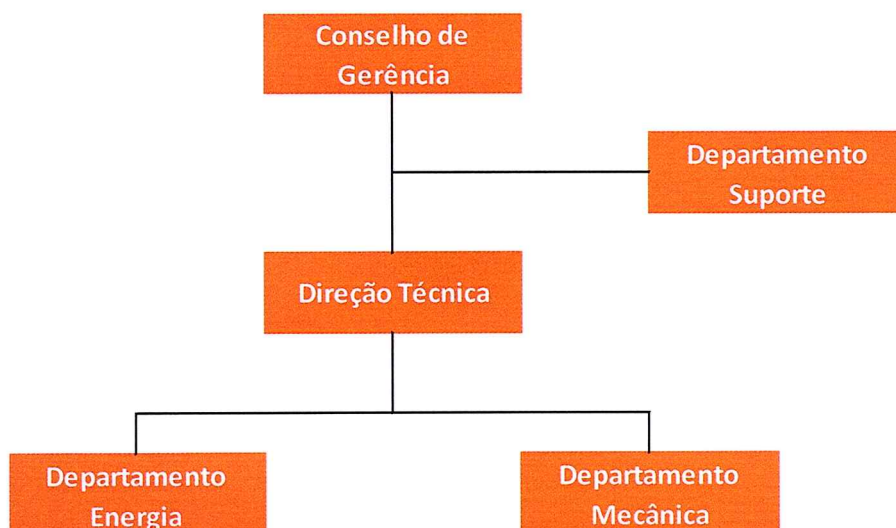 Conselho de
Gerência
Departamento
Suporte
Direção Técnica
Departamento
Energia
Departamento
Mecânica